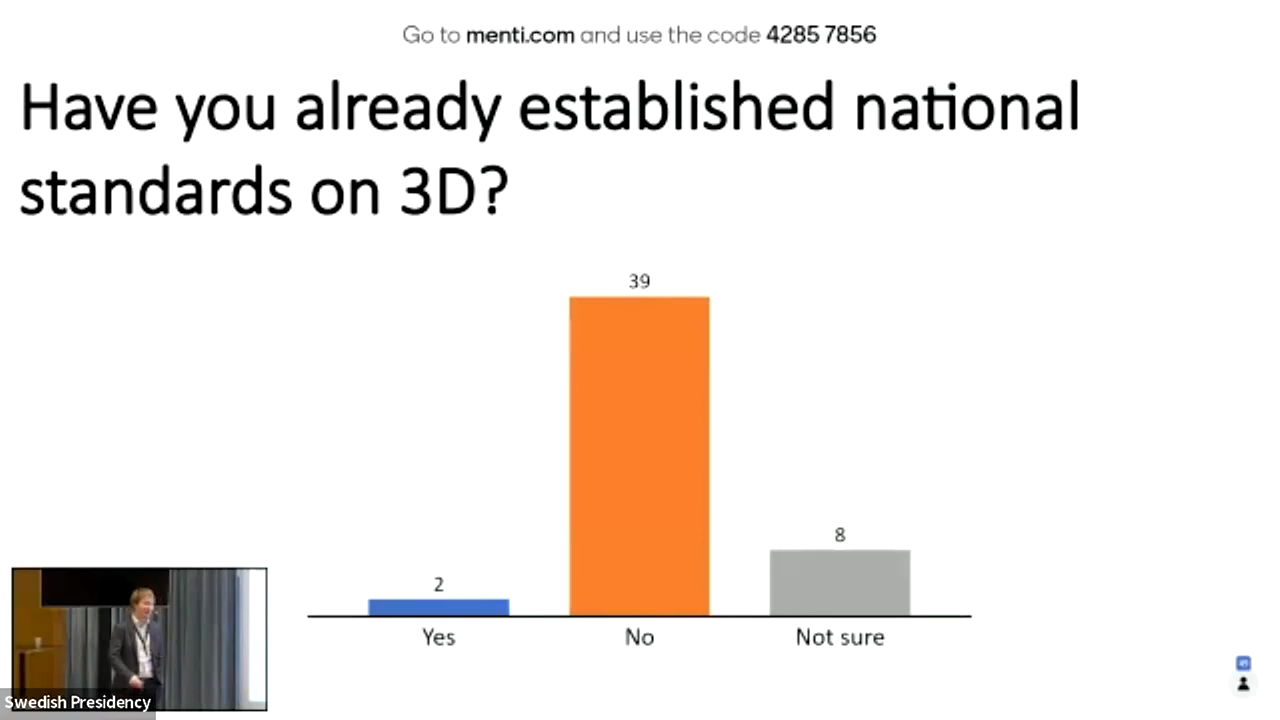 Go to menti.com and use the code 4285 7856
Have you already established national
standards on 3D?
39
8
2
Yes No Not sure
Swedish Presidency